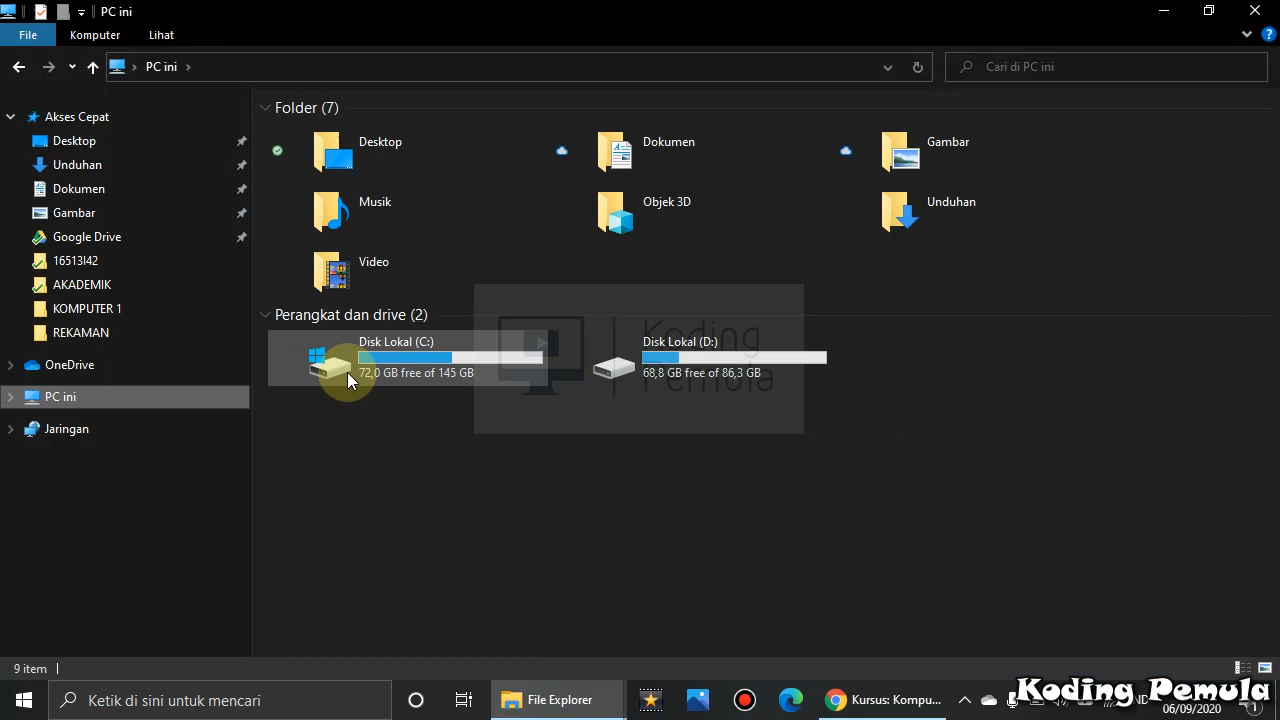 PC ini
File
Komputer
Lihat
PC ini
Cari di PC ini
Akses Cepat
Desktop
Unduhan
Dokumen
Gambar
Google Drive
16513I42
AKADEMIK
KOMPUTER 1
REKAMAN
OneDrive
PC ini
Jaringan
Folder (7)
Desktop
Dokumen
Gambar
Musik
Objek 3D
Unduhan
Video
Perangkat dan drive (2)
Disk Lokal (C:)
72,0 GB free of 145 GB
Disk Lokal (D:)
68,8 GB free of 86,3 GB
Koding
Pemula
9 item
Ketik di sini untuk mencari
File Explorer
Kursus: Kompu...
06/09/2020
1
Koding Pemula